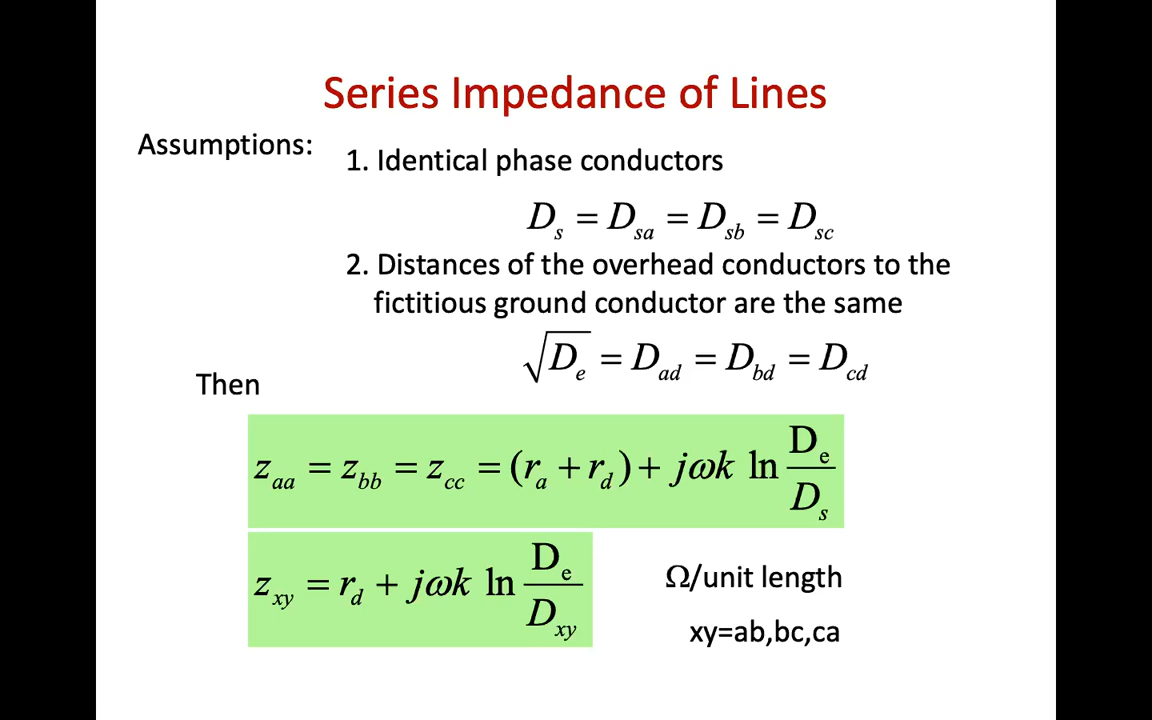 Series Impedance of Lines
Assumptions:
1. Identical phase conductors
D_s = D_sa = D_sb = D_sc
2. Distances of the overhead conductors to the
fictitious ground conductor are the same
√D_e = D_ad = D_bd = D_cd
Then
z_aa = z_bb = z_cc = (r_a + r_d) + jωk ln D_e/D_s
z_xy = r_d + jωk ln D_e/D_xy
Ω/unit length
xy=ab,bc,ca